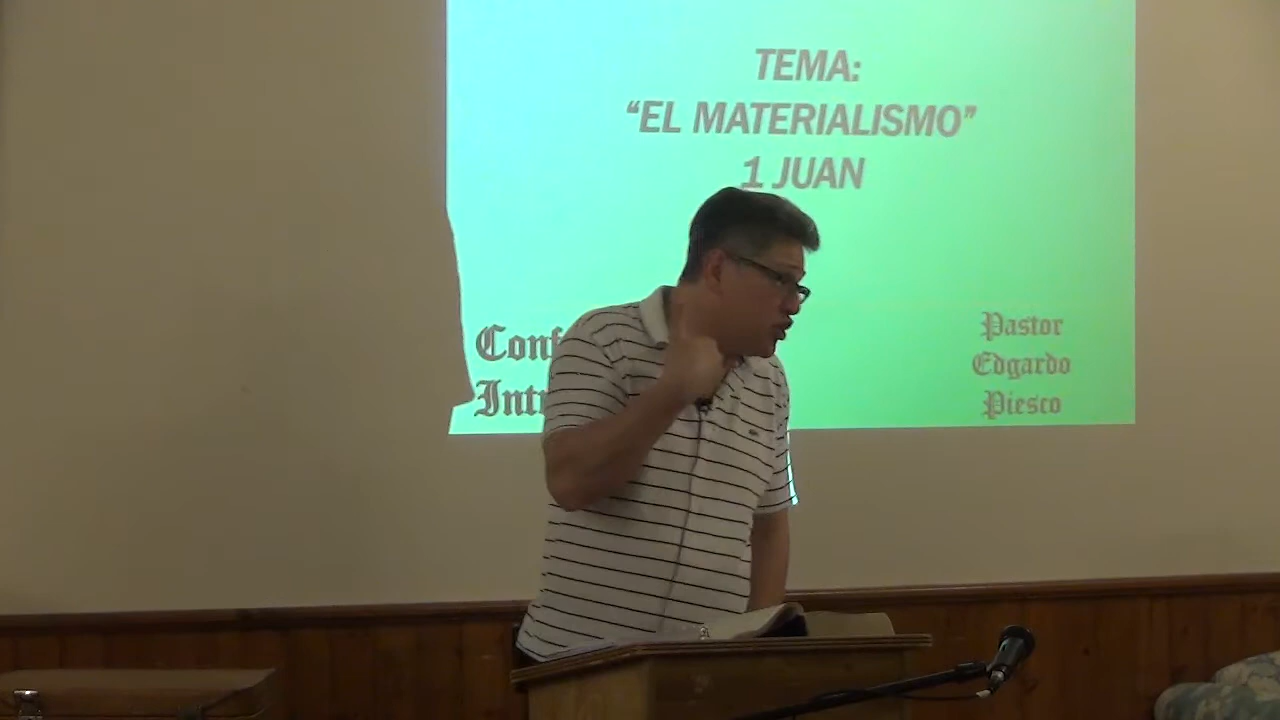 TEMA:
“EL MATERIALISMO”
1 JUAN
Pastor
Edgardo
Piesco